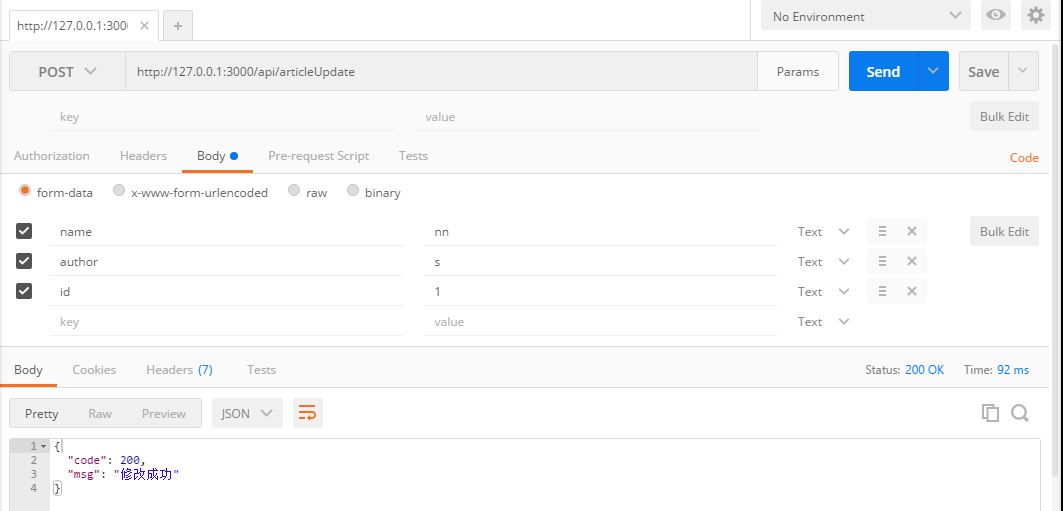 http://127.0.0.1:3000 × +
No Environment
POST http://127.0.0.1:3000/api/articleUpdate Params Send Save
key value Bulk Edit
Authorization Headers Body Pre-request Script Tests Code
form-data x-www-form-urlencoded raw binary
name nn Text Bulk Edit
author s Text
id 1 Text
key value Text
Body Cookies Headers (7) Tests Status: 200 OK Time: 92 ms
Pretty Raw Preview JSON
1 {
2 "code": 200,
3 "msg": "修改成功"
4 }